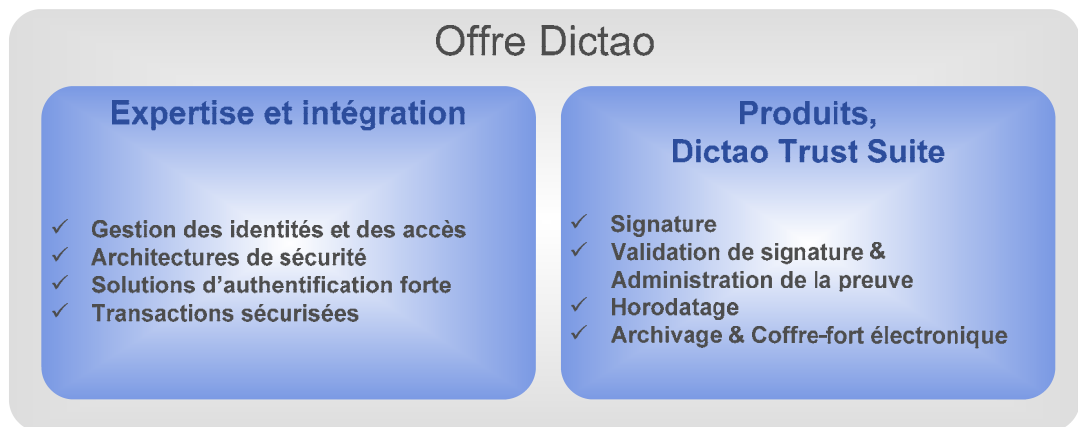 Offre Dictao
Expertise et intégration
✓ Gestion des identités et des accès
✓ Architectures de sécurité
✓ Solutions d’authentification forte
✓ Transactions sécurisées
Produits,
Dictao Trust Suite
✓ Signature
✓ Validation de signature &
Administration de la preuve
✓ Horodatage
✓ Archivage & Coffre-fort électronique